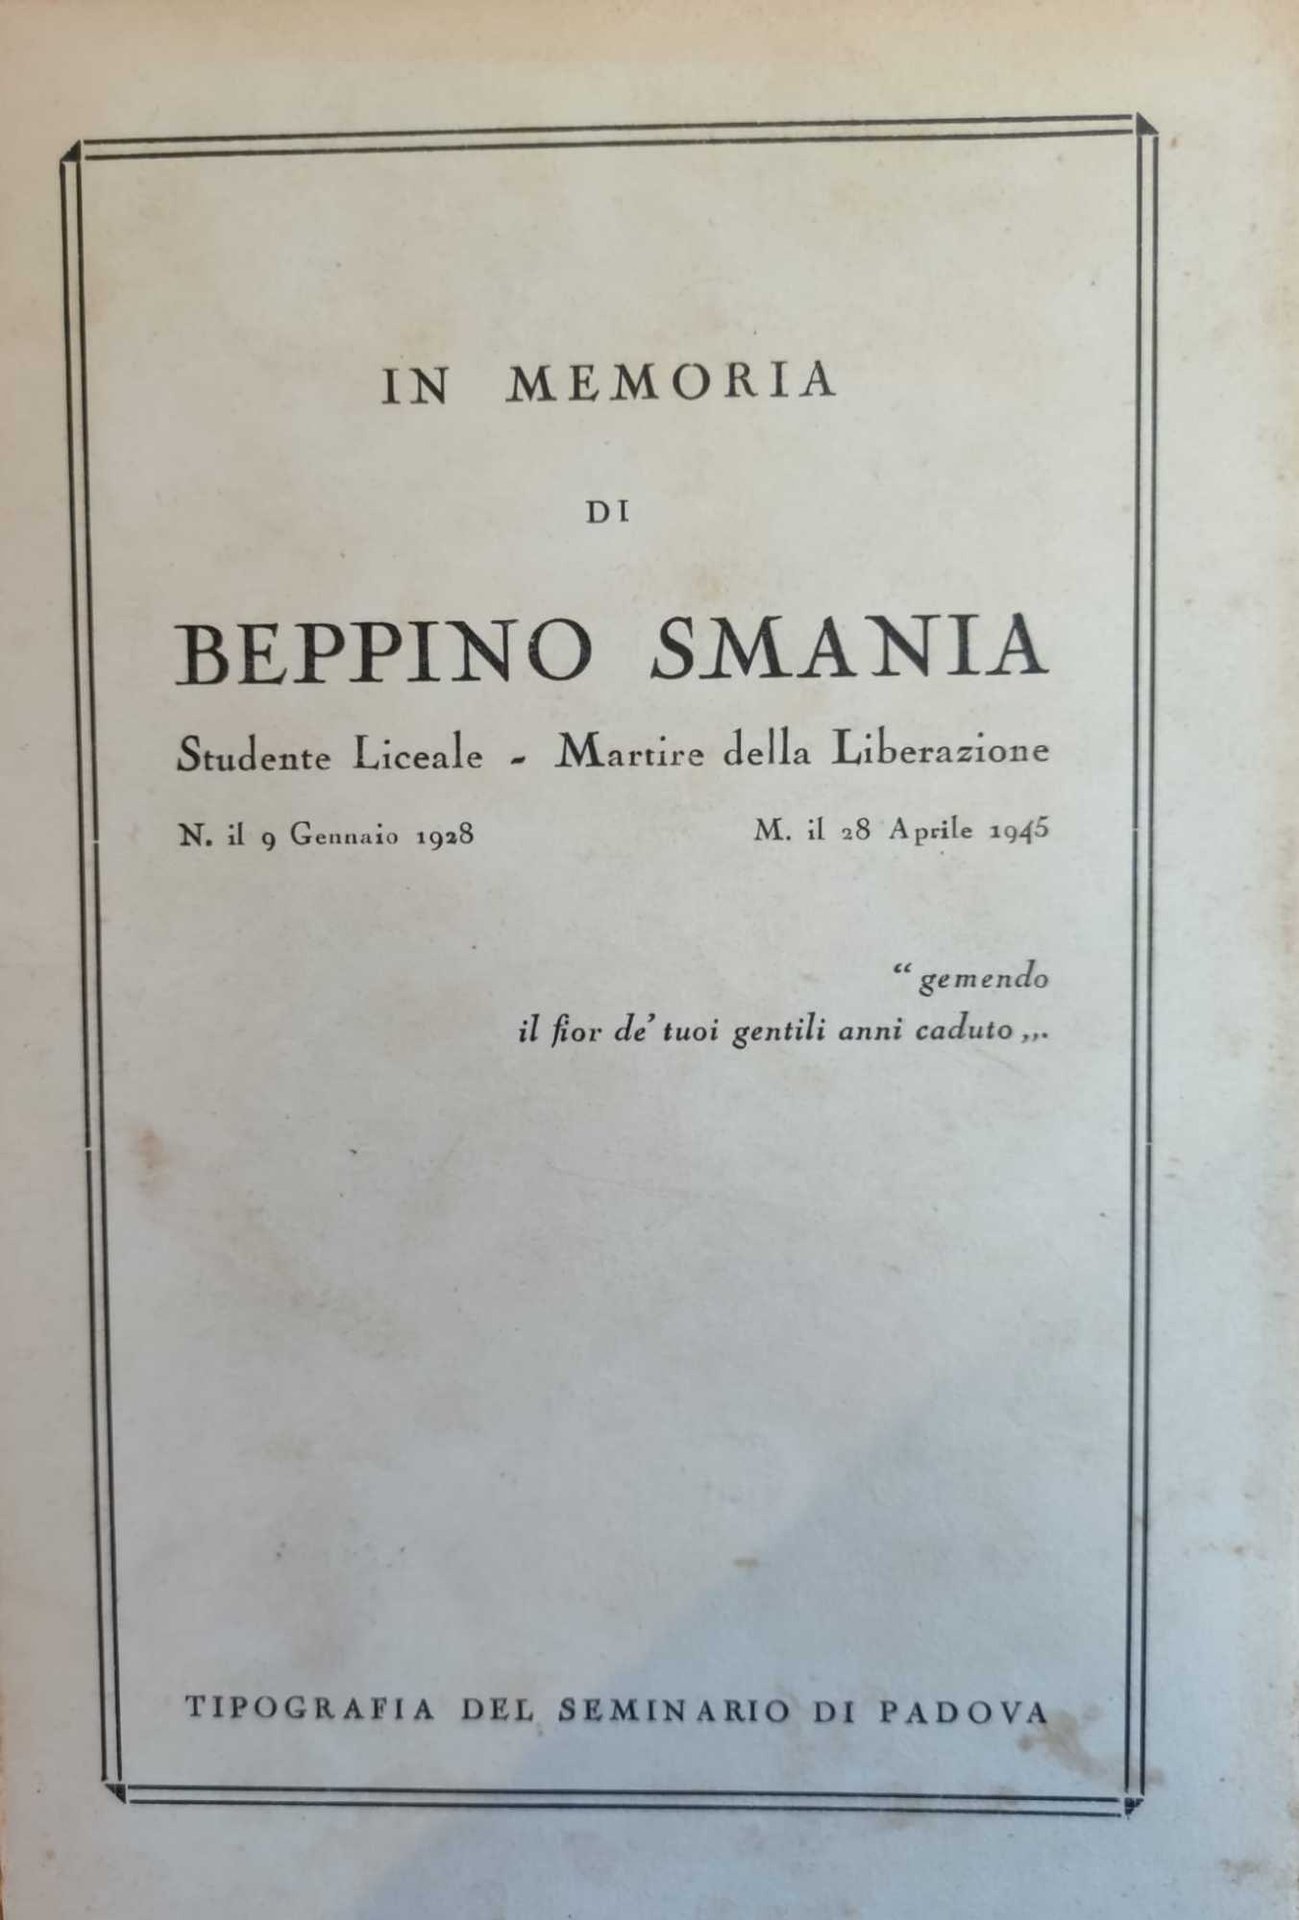 IN MEMORIA
DI
BEPPINO SMANIA
Studente Liceale - Martire della Liberazione
N. il 9 Gennaio 1928 M. il 28 Aprile 1945
“ gemendo
il fior de’ tuoi gentili anni caduto „.
TIPOGRAFIA DEL SEMINARIO DI PADOVA